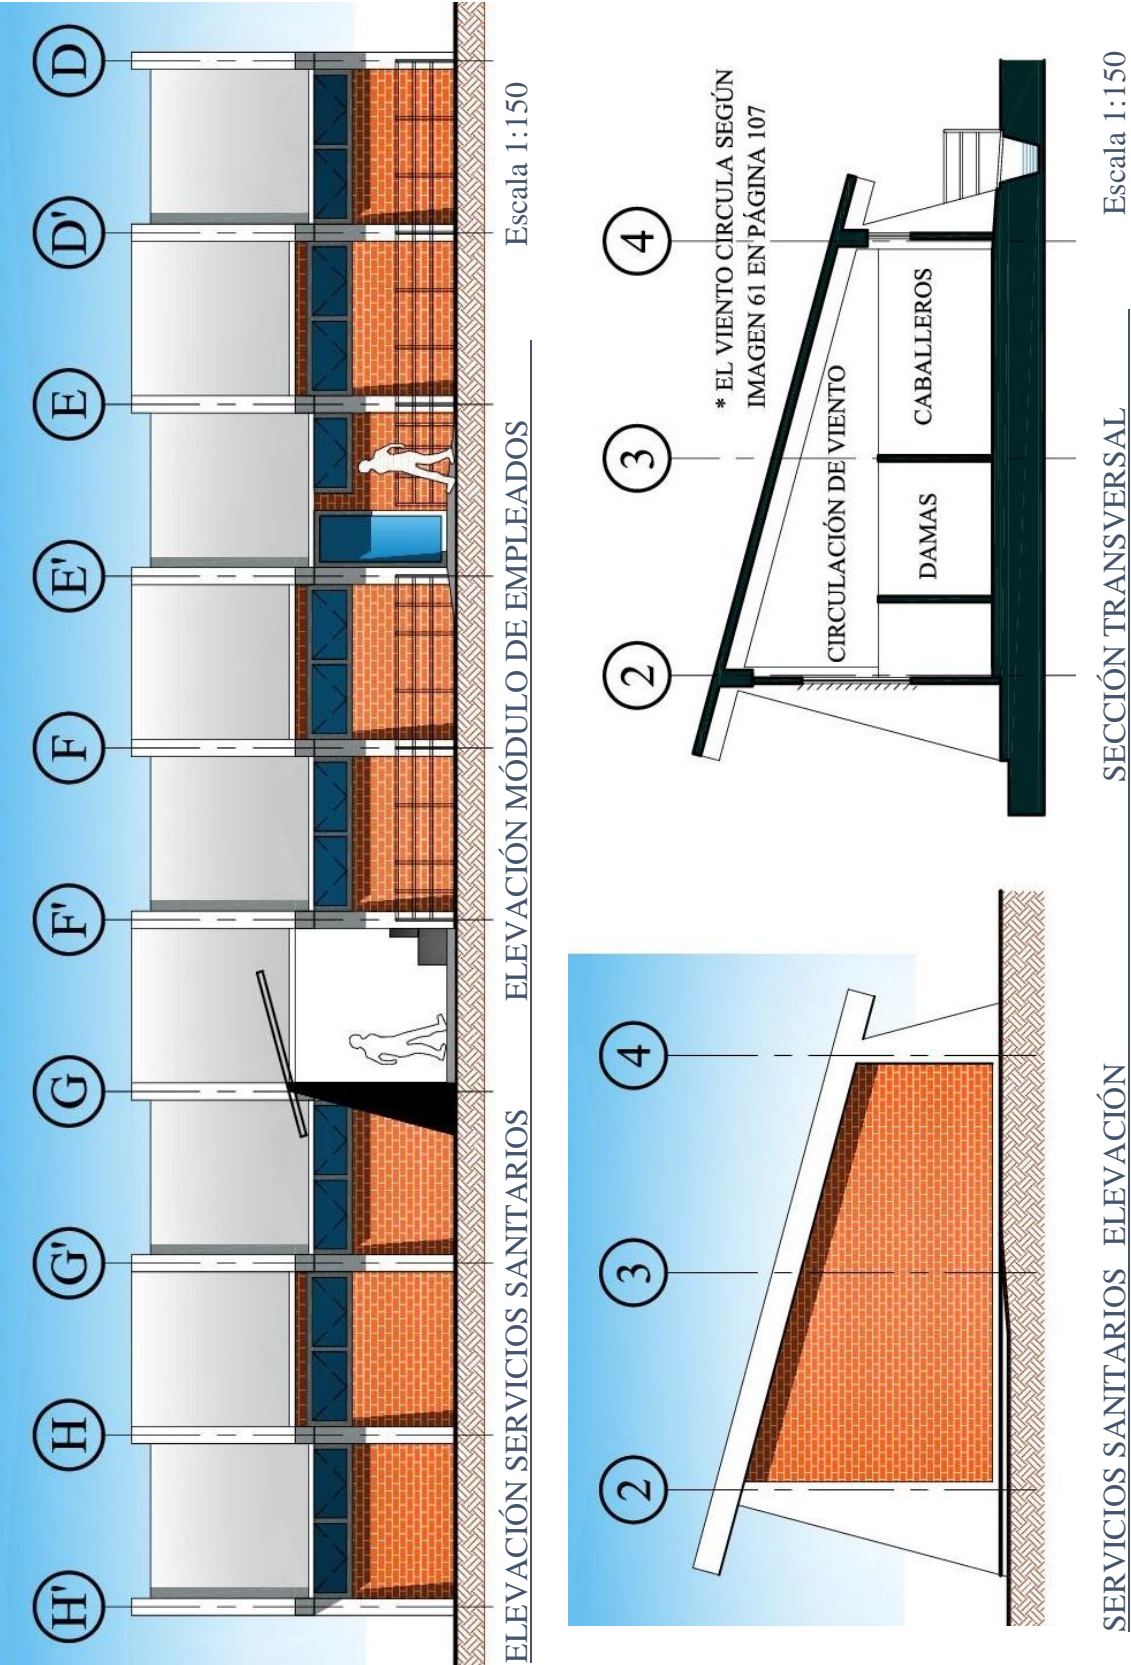 H' H G' G F' F E' E D' D
ELEVACIÓN SERVICIOS SANITARIOS ELEVACIÓN MÓDULO DE EMPLEADOS Escala 1:150
2 3 4
2 3 4
* EL VIENTO CIRCULA SEGÚN
IMAGEN 61 EN PÁGINA 107
CIRCULACIÓN DE VIENTO
DAMAS CABALLEROS
SERVICIOS SANITARIOS ELEVACIÓN SECCIÓN TRANSVERSAL Escala 1:150